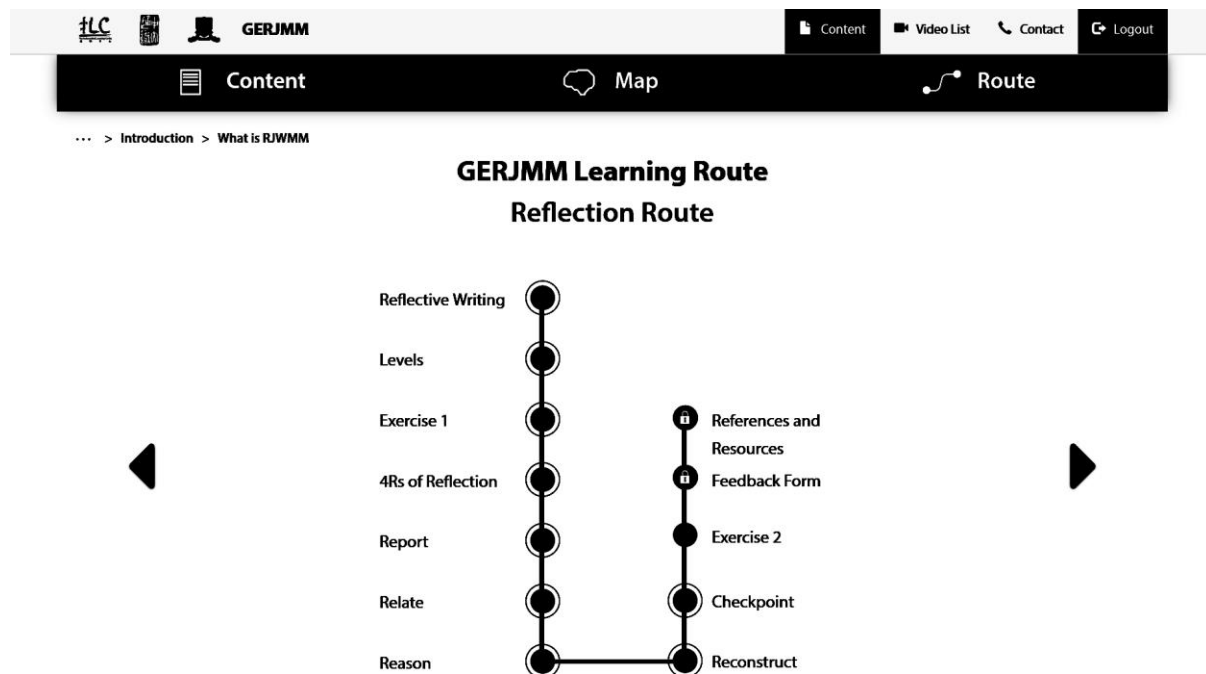 tLC GERJMM Content Video List Contact Logout
Content Map Route
... > Introduction > What is RJWMM
GERJMM Learning Route
Reflection Route
Reflective Writing
Levels
Exercise 1
4Rs of Reflection
Report
Relate
Reason
References and
Resources
Feedback Form
Exercise 2
Checkpoint
Reconstruct